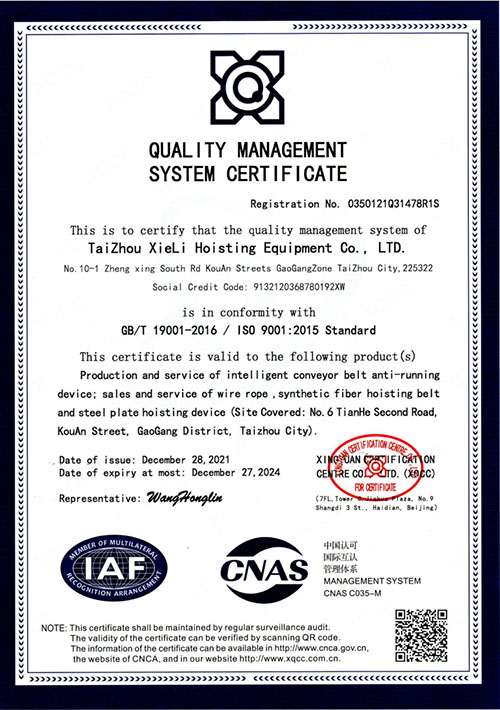 QUALITY MANAGEMENT
SYSTEM CERTIFICATE
Registration No. 0350121Q31478R1S
This is to certify that the quality management system of
TaiZhou XieLi Hoisting Equipment Co., LTD.
No.10-1 Zheng xing South Rd KouAn Streets GaoGangZone TaiZhou City,225322
Social Credit Code: 9132120368780192XW
is in conformity with
GB/T 19001-2016 / ISO 9001:2015 Standard
This certificate is valid to the following product(s)
Production and service of intelligent conveyor belt anti-running
device; sales and service of wire rope ,synthetic fiber hoisting belt
and steel plate hoisting device (Site Covered: No. 6 TianHe Second Road,
KouAn Street, GaoGang District, Taizhou City).
Date of issue: December 28, 2021
Date of expiry at most: December 27, 2024
Representative: WangHonglin
XINGYUAN CERTIFICATION
CENTRE CO., LTD. (XQCC)
FOR CERTIFICATE
(7FL, Tower Plaza, No.9
Shangdi 3 St., Haidian, Beijing)
MEMBER OF MULTILATERAL
IAF
RECOGNITION ARRANGEMENT
CNAS
中国认可
国际互认
管理体系
MANAGEMENT SYSTEM
CNAS C035-M
NOTE: This certificate shall be maintained by regular surveillance audit.
The validity of the certificate can be verified by scanning QR code.
The information of the certificate can be available in http://www.cnca.gov.cn,
the website of CNCA, and in our website http://www.xqcc.com.cn.